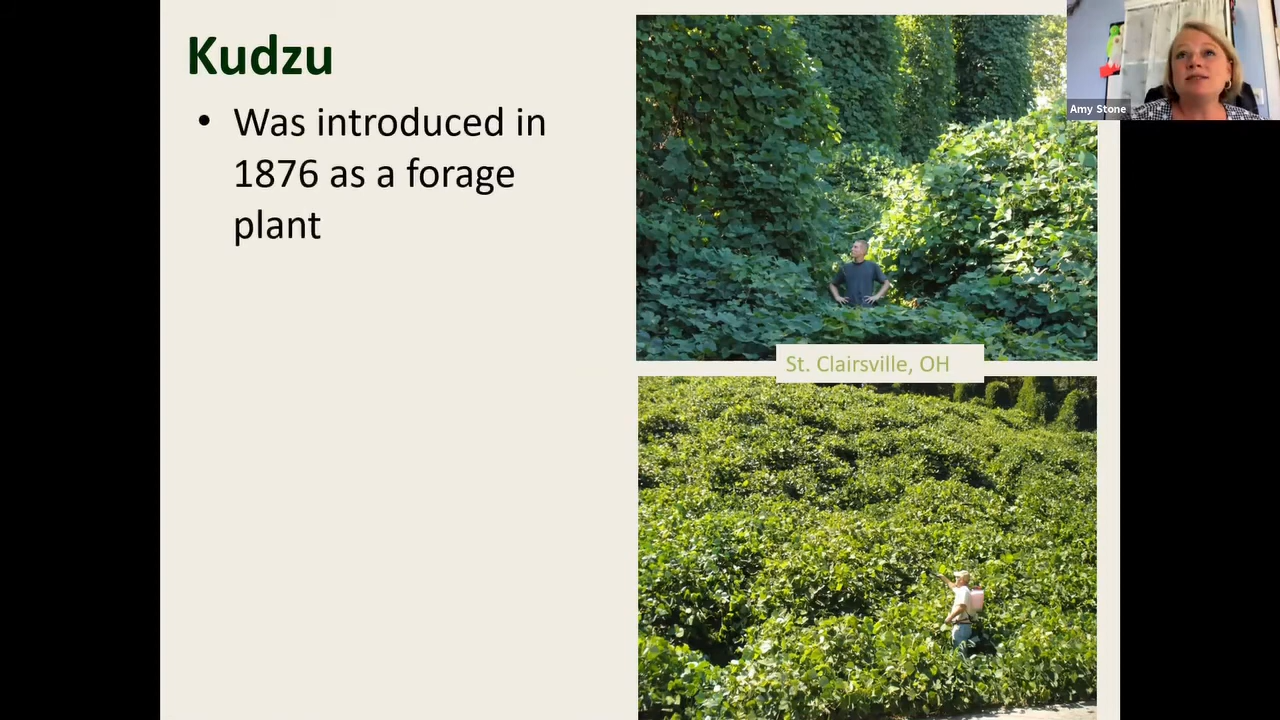 Kudzu
• Was introduced in
1876 as a forage
plant
Amy Stone
St. Clairsville, OH